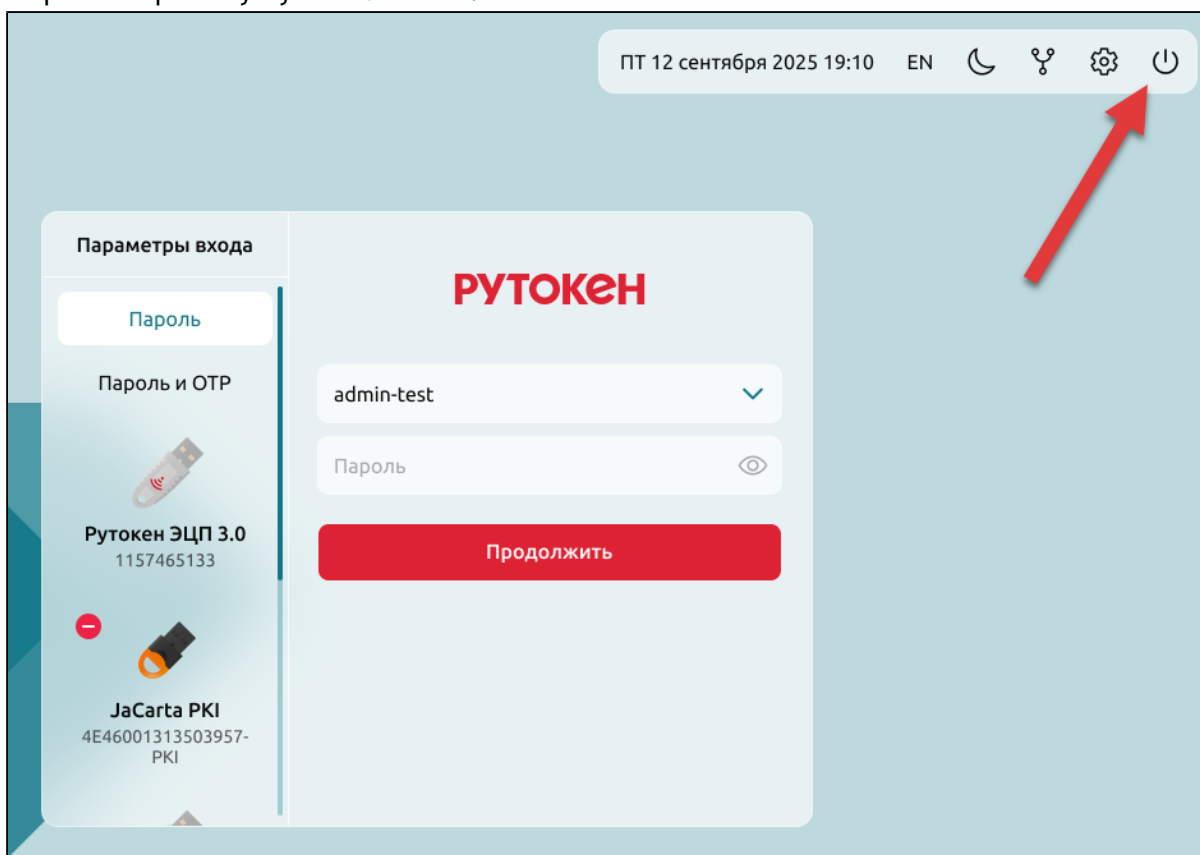 ПТ 12 сентября 2025 19:10 EN
Параметры входа
Пароль
Пароль и OTP
Рутокен ЭЦП 3.0
1157465133
JaCarta PKI
4E46001313503957-
PKI
РУТОКЕН
admin-test
Пароль
Продолжить